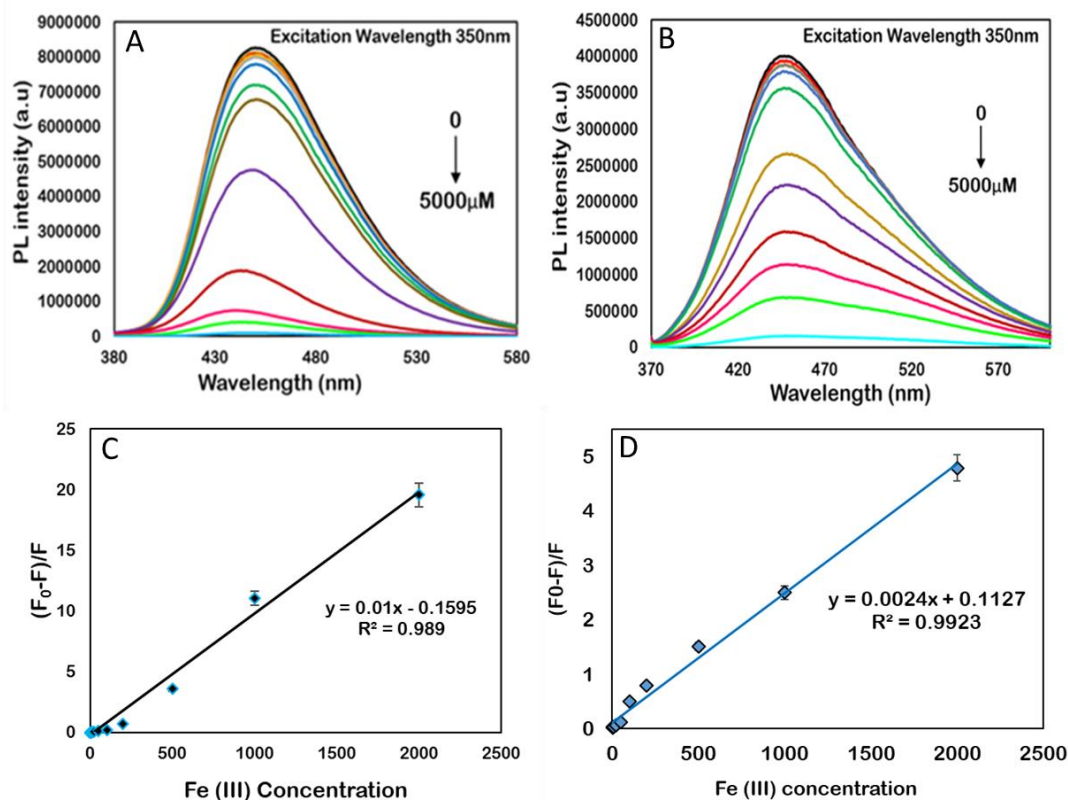 A
Excitation Wavelength 350nm
PL intensity (a.u)
9000000
8000000
7000000
6000000
5000000
4000000
3000000
2000000
1000000
0
0
5000μM
380 430 480 530 580
Wavelength (nm)
B
Excitation Wavelength 350nm
PL intensity (a.u)
4500000
4000000
3500000
3000000
2500000
2000000
1500000
1000000
500000
0
0
5000μM
370 420 470 520 570
Wavelength (nm)
C
(F₀-F)/F
25
20
15
10
5
0
y = 0.01x - 0.1595
R² = 0.989
0 500 1000 1500 2000 2500
Fe (III) Concentration
D
(F0-F)/F
5
4
3
2
1
0
y = 0.0024x + 0.1127
R² = 0.9923
0 500 1000 1500 2000 2500
Fe (III) concentration